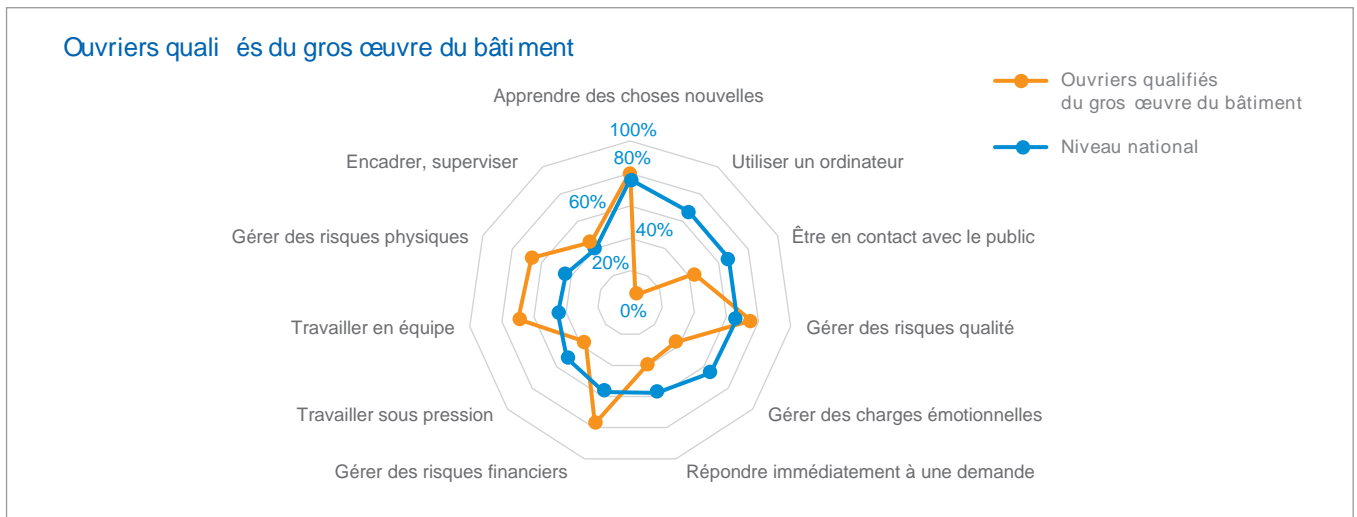 Ouvriers quali és du gros œuvre du bâtiment
Ouvriers qualifiés
du gros œuvre du bâtiment
Niveau national
Apprendre des choses nouvelles
100%
Encadrer, superviser
80%
Utiliser un ordinateur
60%
40%
Gérer des risques physiques
Être en contact avec le public
20%
0%
Travailler en équipe
Gérer des risques qualité
Travailler sous pression
Gérer des charges émotionnelles
Gérer des risques financiers
Répondre immédiatement à une demande